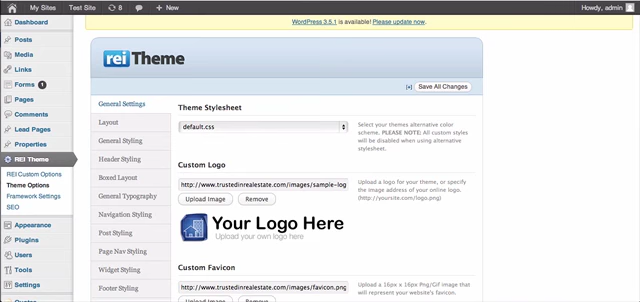 My Sites
Test Site
8
+ New
Howdy, admin
WordPress 3.5.1 is available! Please update now.
Dashboard
Posts
Media
Links
Forms 1
Pages
Comments
Lead Pages
Properties
REI Theme
REI Custom Options
Theme Options
Framework Settings
SEO
Appearance
Plugins
Users
Tools
Settings
rei Theme
[+] Save All Changes
General Settings
Layout
General Styling
Header Styling
Boxed Layout
General Typography
Navigation Styling
Post Styling
Page Nav Styling
Widget Styling
Footer Styling
Theme Stylesheet
default.css
Select your themes alternative color
scheme. PLEASE NOTE: All custom styles
will be disabled when using alternative
stylesheet.
Custom Logo
http://www.trustedinrealestate.com/images/sample-log
Upload Image
Remove
Upload a logo for your theme, or specify
the image address of your online logo.
(http://yoursite.com/logo.png)
Your Logo Here
Upload your own logo here
Custom Favicon
http://www.trustedinrealestate.com/images/favicon.png
Upload Image
Remove
Upload a 16px x 16px Png/Gif image that
will represent your website's favicon.